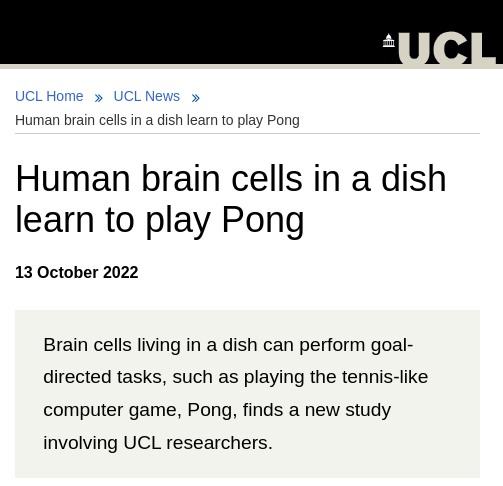 UCL
UCL Home » UCL News »
Human brain cells in a dish learn to play Pong
Human brain cells in a dish
learn to play Pong
13 October 2022
Brain cells living in a dish can perform goal-
directed tasks, such as playing the tennis-like
computer game, Pong, finds a new study
involving UCL researchers.